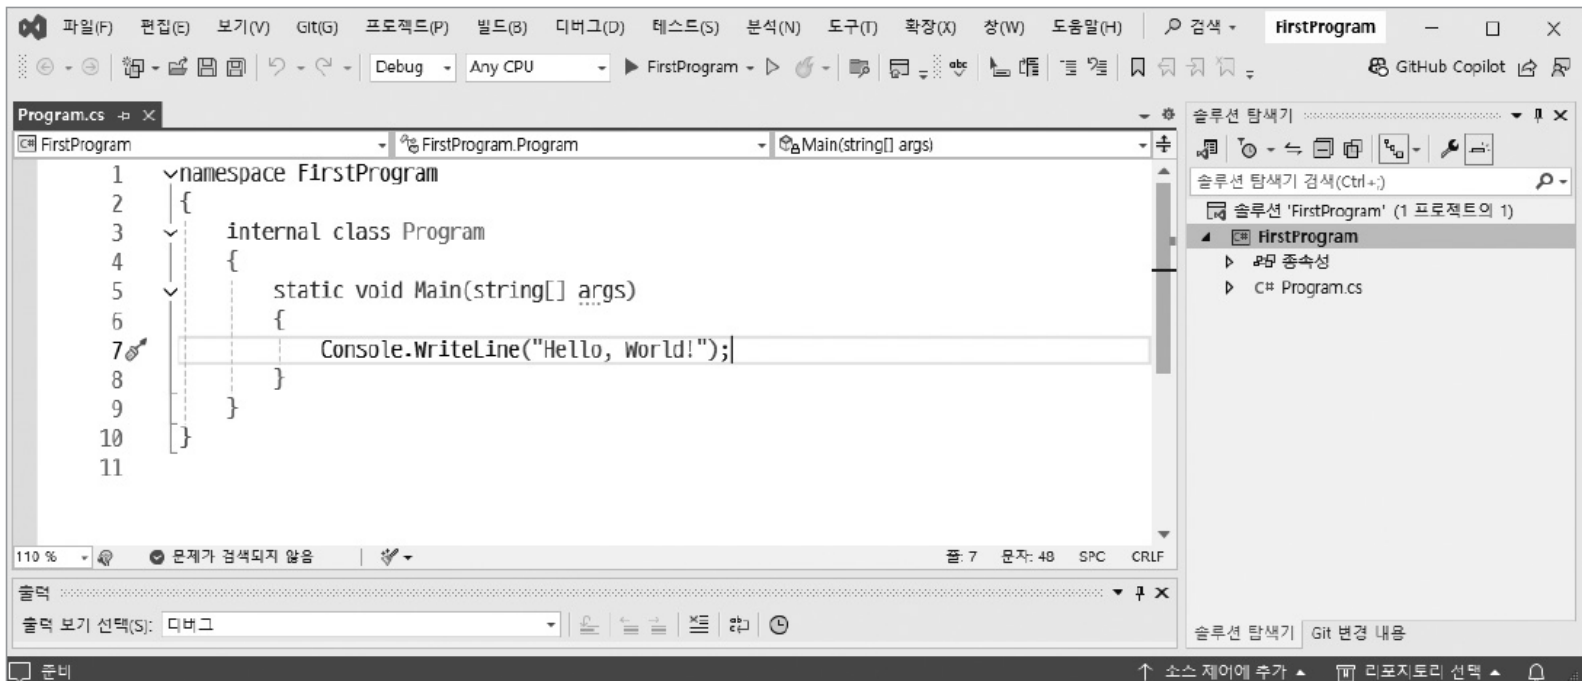 파일(F) 편집(E) 보기(V) Git(G) 프로젝트(P) 빌드(B) 디버그(D) 테스트(S) 분석(N) 도구(T) 확장(X) 창(W) 도움말(H) 검색 FirstProgram
Debug Any CPU FirstProgram GitHub Copilot
Program.cs
FirstProgram FirstProgram.Program Main(string[] args)
1 namespace FirstProgram
2 {
3 internal class Program
4 {
5 static void Main(string[] args)
6 {
7 Console.WriteLine("Hello, World!");
8 }
9 }
10 }
11
110 % 문제가 검색되지 않음 줄: 7 문자: 48 SPC CRLF
출력
출력 보기 선택(S): 디버그
솔루션 탐색기
솔루션 탐색기 검색(Ctrl+;)
솔루션 'FirstProgram' (1 프로젝트의 1)
C# FirstProgram
종속성
C# Program.cs
솔루션 탐색기 Git 변경 내용
준비 소스 제어에 추가 리포지토리 선택